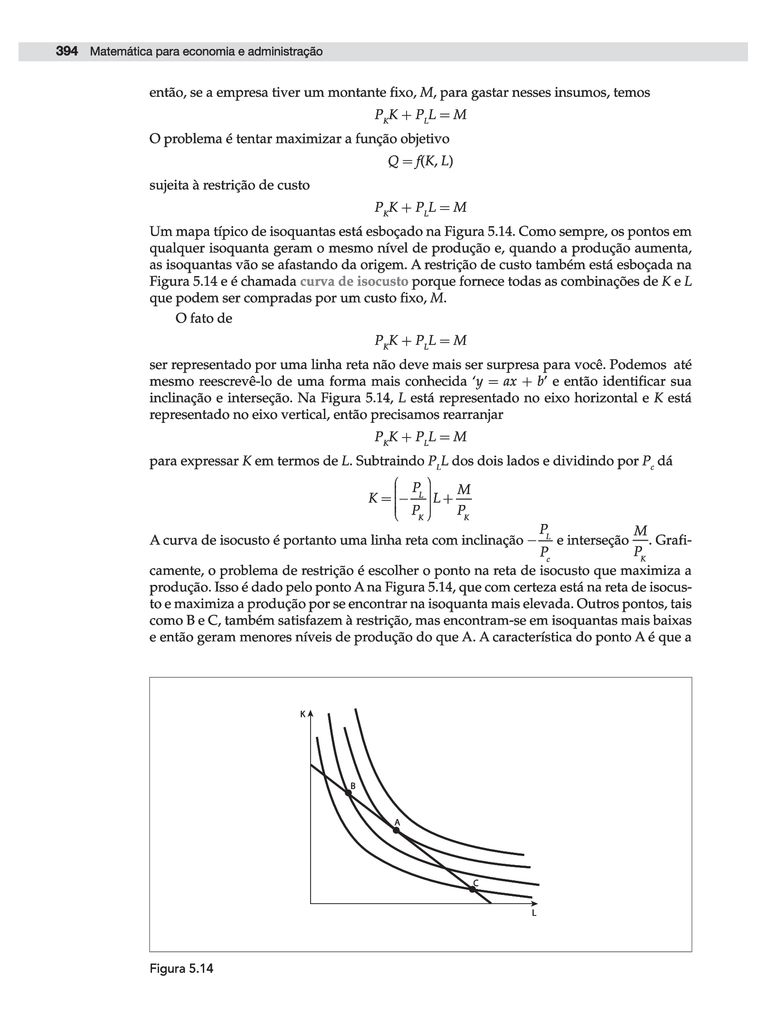 394 Matemática para economia e administração
então, se a empresa tiver um montante fixo, M, para gastar nesses insumos, temos
P_K K + P_L L = M
O problema é tentar maximizar a função objetivo
Q = f(K, L)
sujeita à restrição de custo
P_K K + P_L L = M
Um mapa típico de isoquantas está esboçado na Figura 5.14. Como sempre, os pontos em
qualquer isoquanta geram o mesmo nível de produção e, quando a produção aumenta,
as isoquantas vão se afastando da origem. A restrição de custo também está esboçada na
Figura 5.14 e é chamada curva de isocusto porque fornece todas as combinações de K e L
que podem ser compradas por um custo fixo, M.
O fato de
P_K K + P_L L = M
ser representado por uma linha reta não deve mais ser surpresa para você. Podemos até
mesmo reescrevê-lo de uma forma mais conhecida ‘y = ax + b’ e então identificar sua
inclinação e interseção. Na Figura 5.14, L está representado no eixo horizontal e K está
representado no eixo vertical, então precisamos rearranjar
P_K K + P_L L = M
para expressar K em termos de L. Subtraindo P_L L dos dois lados e dividindo por P_c dá
K = (−P_L/P_K) L + M/P_K
A curva de isocusto é portanto uma linha reta com inclinação −P_L/P_c e interseção M/P_K. Grafi-
camente, o problema de restrição é escolher o ponto na reta de isocusto que maximiza a
produção. Isso é dado pelo ponto A na Figura 5.14, que com certeza está na reta de isocus-
to e maximiza a produção por se encontrar na isoquanta mais elevada. Outros pontos, tais
como B e C, também satisfazem à restrição, mas encontram-se em isoquantas mais baixas
e então geram menores níveis de produção do que A. A característica do ponto A é que a
K
B
A
C
L
Figura 5.14